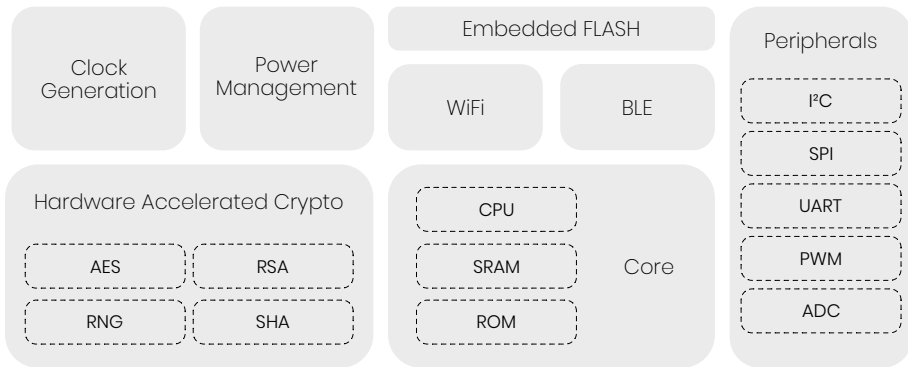 Clock
Generation
Power
Management
Embedded FLASH
WiFi
BLE
Peripherals
I²C
SPI
UART
PWM
ADC
Hardware Accelerated Crypto
AES
RSA
RNG
SHA
CPU
SRAM
ROM
Core